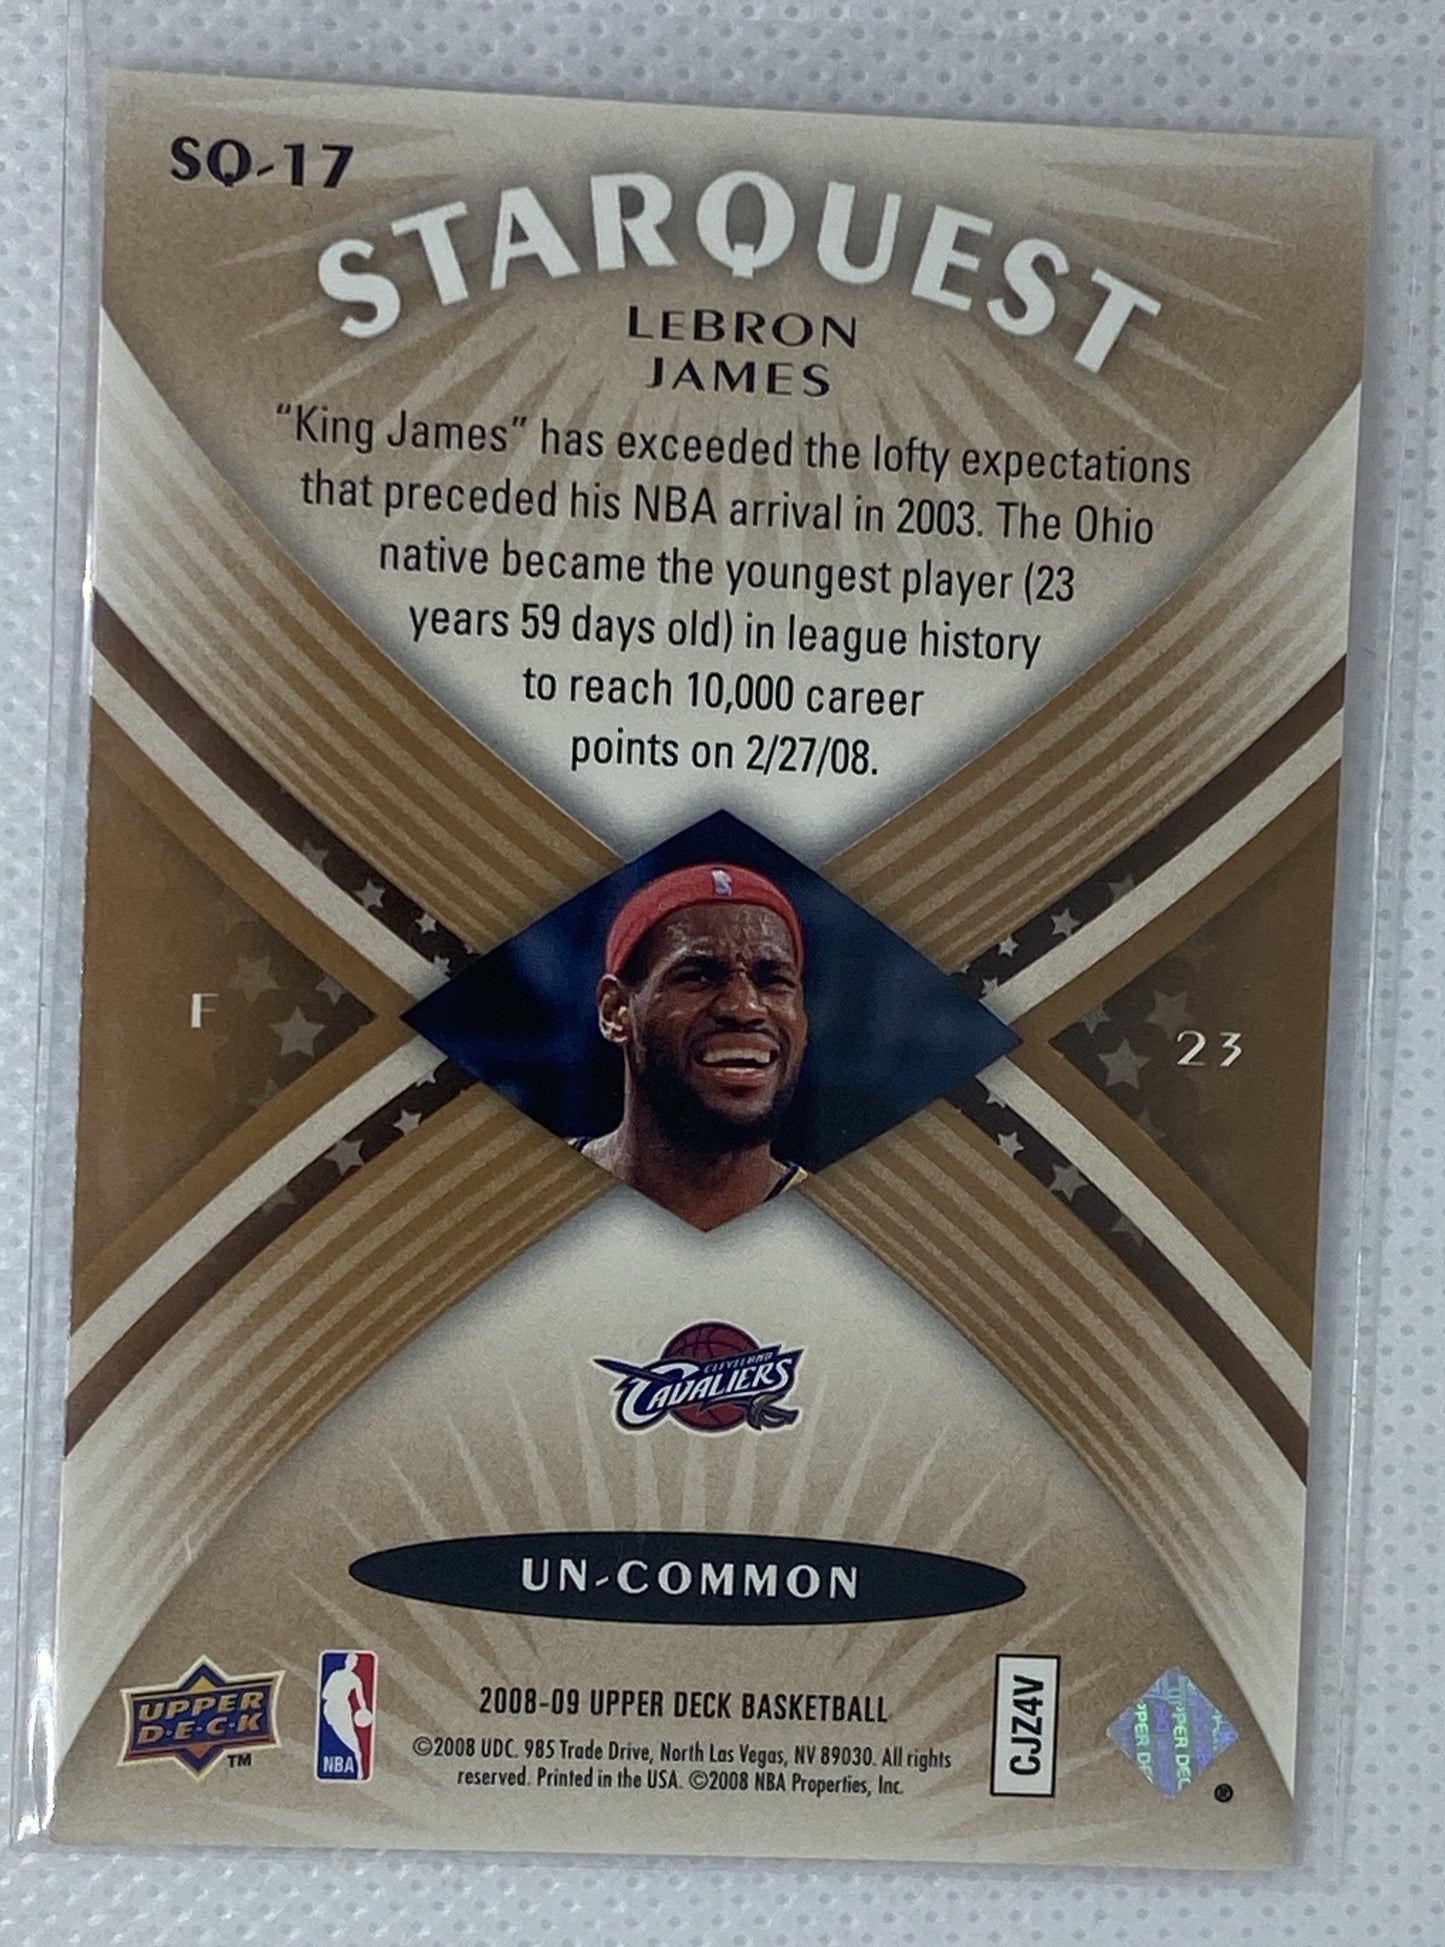 SQ-17
STARQUEST
LEBRON
JAMES
“King James” has exceeded the lofty expectations
that preceded his NBA arrival in 2003. The Ohio
native became the youngest player (23
years 59 days old) in league history
to reach 10,000 career
points on 2/27/08.
F
23
CLEVELAND
CAVALIERS
UN-COMMON
UPPER
D·E·C·K
TM
NBA
2008-09 UPPER DECK BASKETBALL
©2008 UDC. 985 Trade Drive, North Las Vegas, NV 89030. All rights
reserved. Printed in the USA. ©2008 NBA Properties, Inc.
CJZ4V
UPPER DEC
®